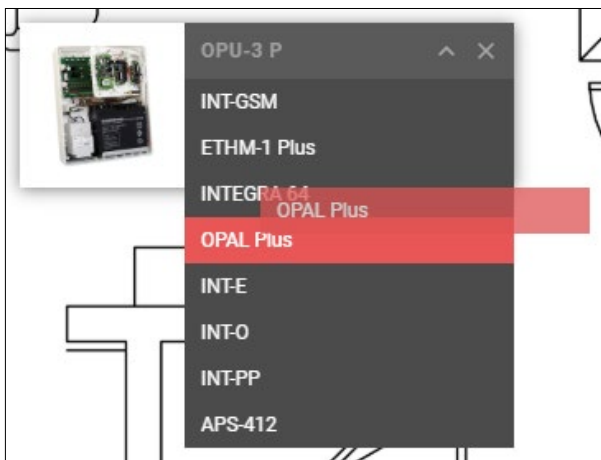 OPU-3 P
INT-GSM
ETHM-1 Plus
INTEGRA 64
OPAL Plus
OPAL Plus
INT-E
INT-O
INT-PP
APS-412